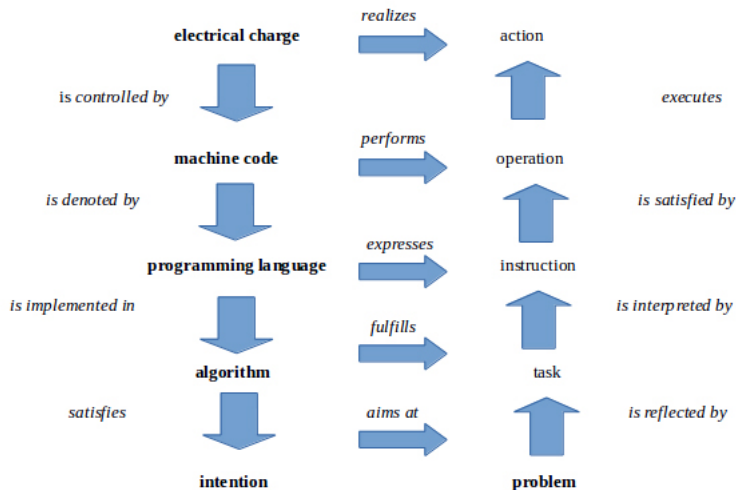 realizes
electrical charge
action
is controlled by
executes
performs
machine code
operation
is denoted by
is satisfied by
expresses
programming language
instruction
is implemented in
is interpreted by
fulfills
algorithm
task
satisfies
aims at
is reflected by
intention
problem